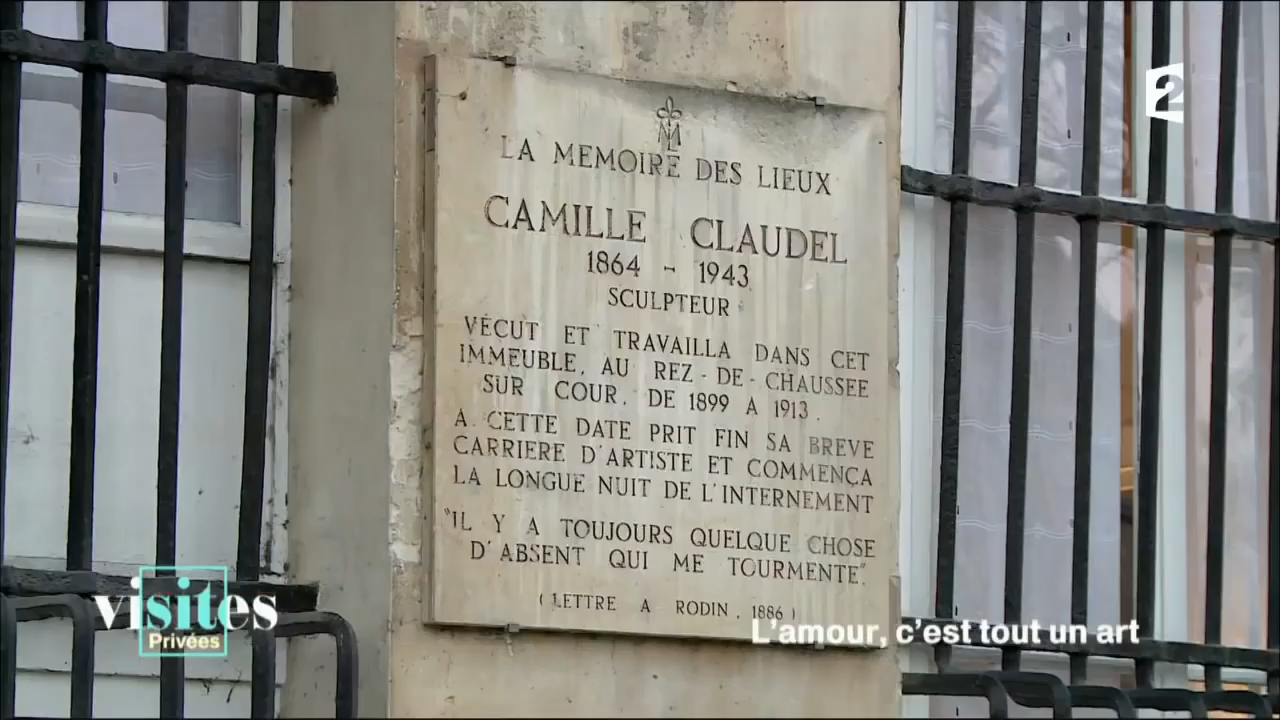 2
ML
LA MEMOIRE DES LIEUX
CAMILLE CLAUDEL
1864 - 1943
SCULPTEUR
VÉCUT ET TRAVAILLA DANS CET
IMMEUBLE, AU REZ-DE-CHAUSSEE
SUR COUR, DE 1899 A 1913.
A CETTE DATE PRIT FIN SA BREVE
CARRIERE D'ARTISTE ET COMMENÇA
LA LONGUE NUIT DE L'INTERNEMENT
"IL Y A TOUJOURS QUELQUE CHOSE
D'ABSENT QUI ME TOURMENTE".
(LETTRE A RODIN, 1886)
visites
Privées
L'amour, c'est tout un art